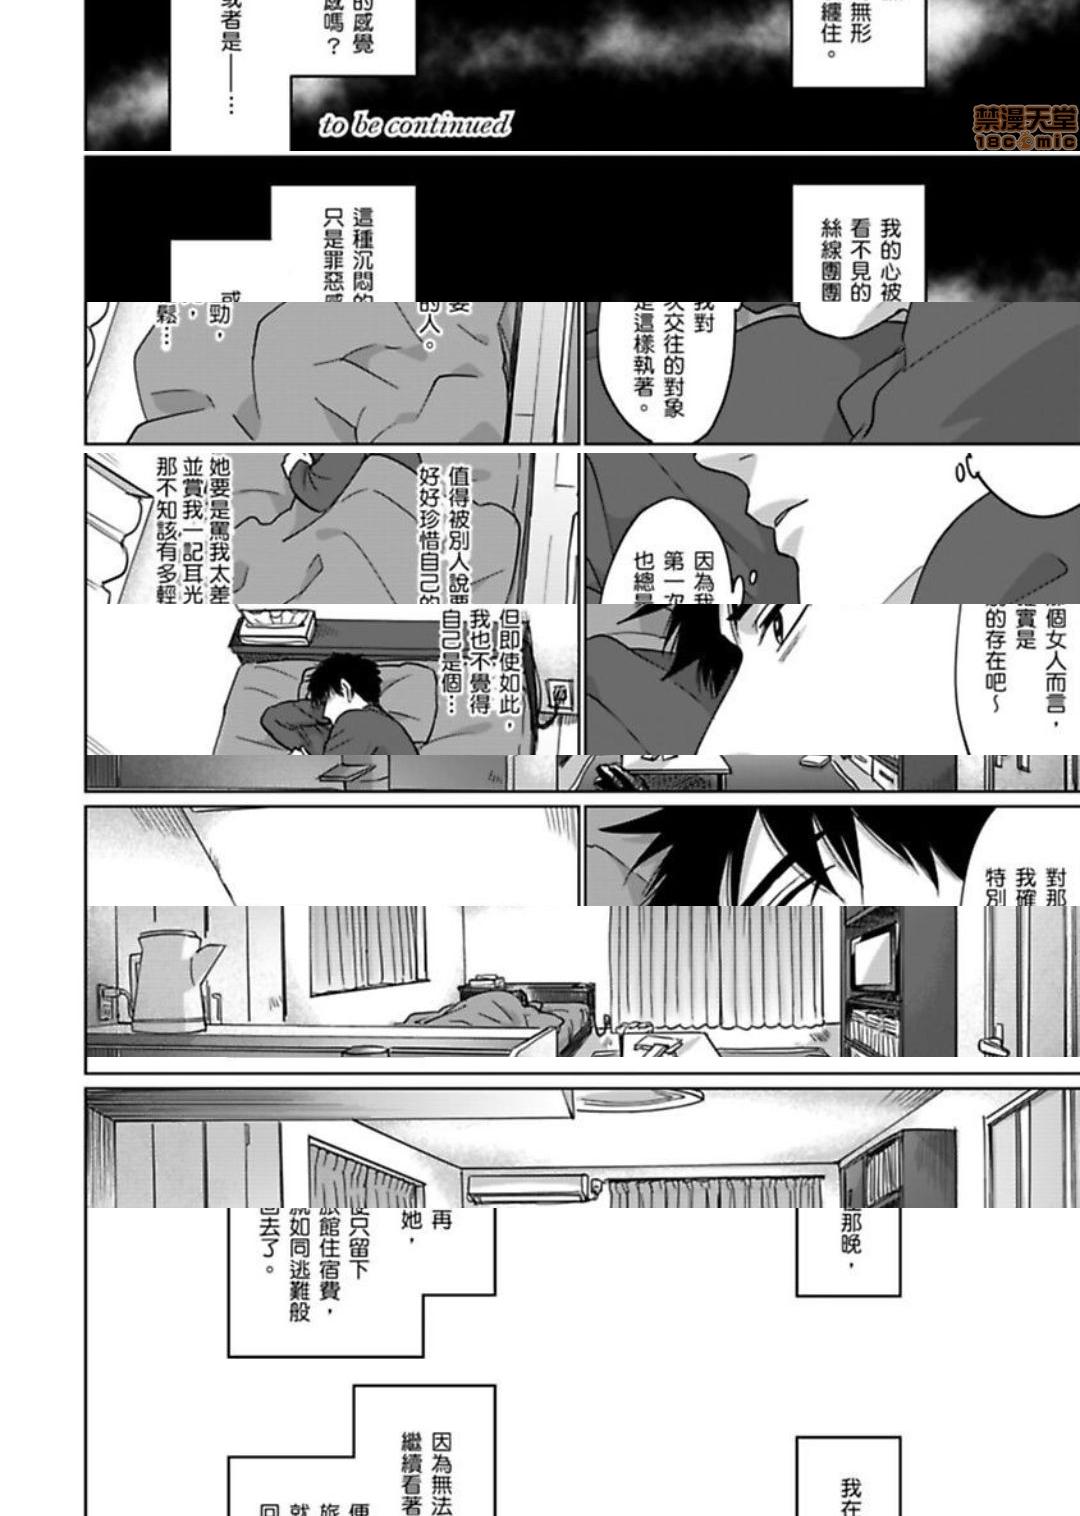 無形
纏住。
的感覺
感嗎？
或者是——…
to be continued
禁漫天堂
18comic
我的心被
看不見的
絲線團團
這種沉悶的
只是罪惡
對
次交往的對象
是這樣執著。
的人。
勁，
鬆…
因為我
第一次
也總
值得被別人說要
好好珍惜自己的
她要是罵我太差
並賞我一記耳光
那不知該有多輕
個女人而言，
實是
的存在吧～
但即使如此，
我也不覺得
自己是個…
對那
我確
特別
那晚，
再
她，
只留下
旅館住宿費，
就如同逃難般
回去了。
我在
因為無法
繼續看著
便
旅
就
回